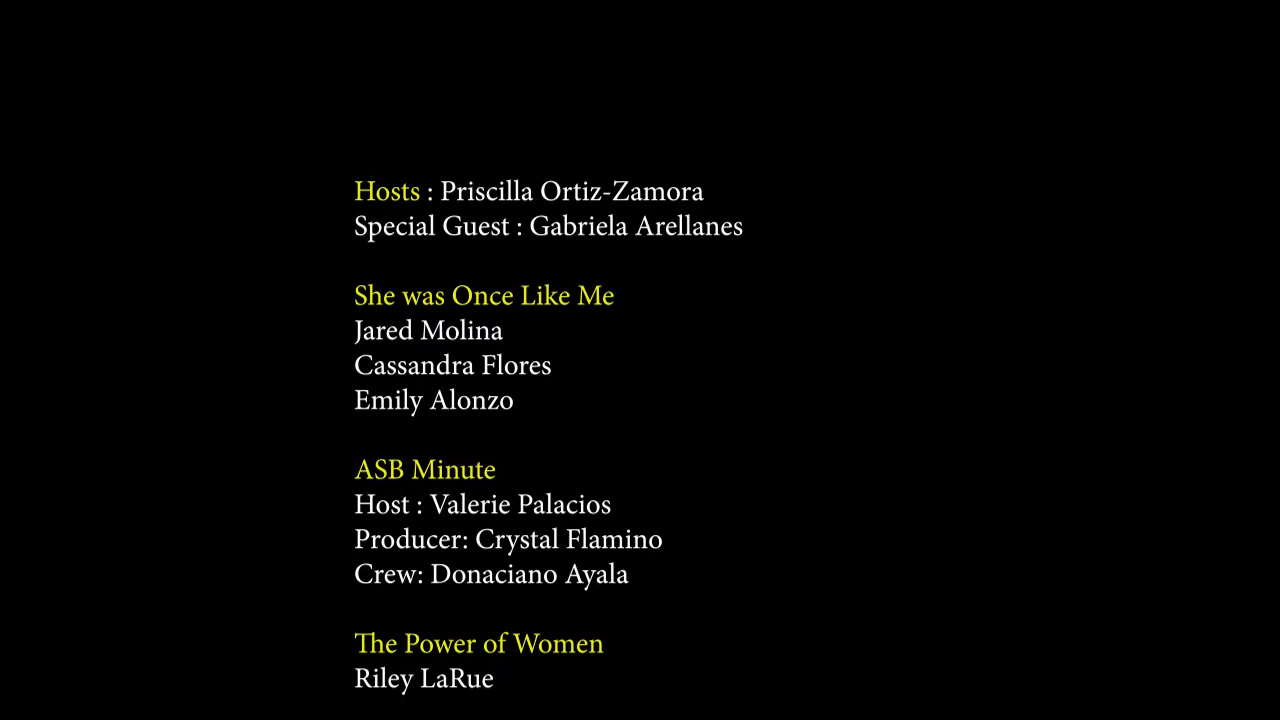 Hosts : Priscilla Ortiz-Zamora
Special Guest : Gabriela Arellanes
She was Once Like Me
Jared Molina
Cassandra Flores
Emily Alonzo
ASB Minute
Host : Valerie Palacios
Producer: Crystal Flamino
Crew: Donaciano Ayala
The Power of Women
Riley LaRue